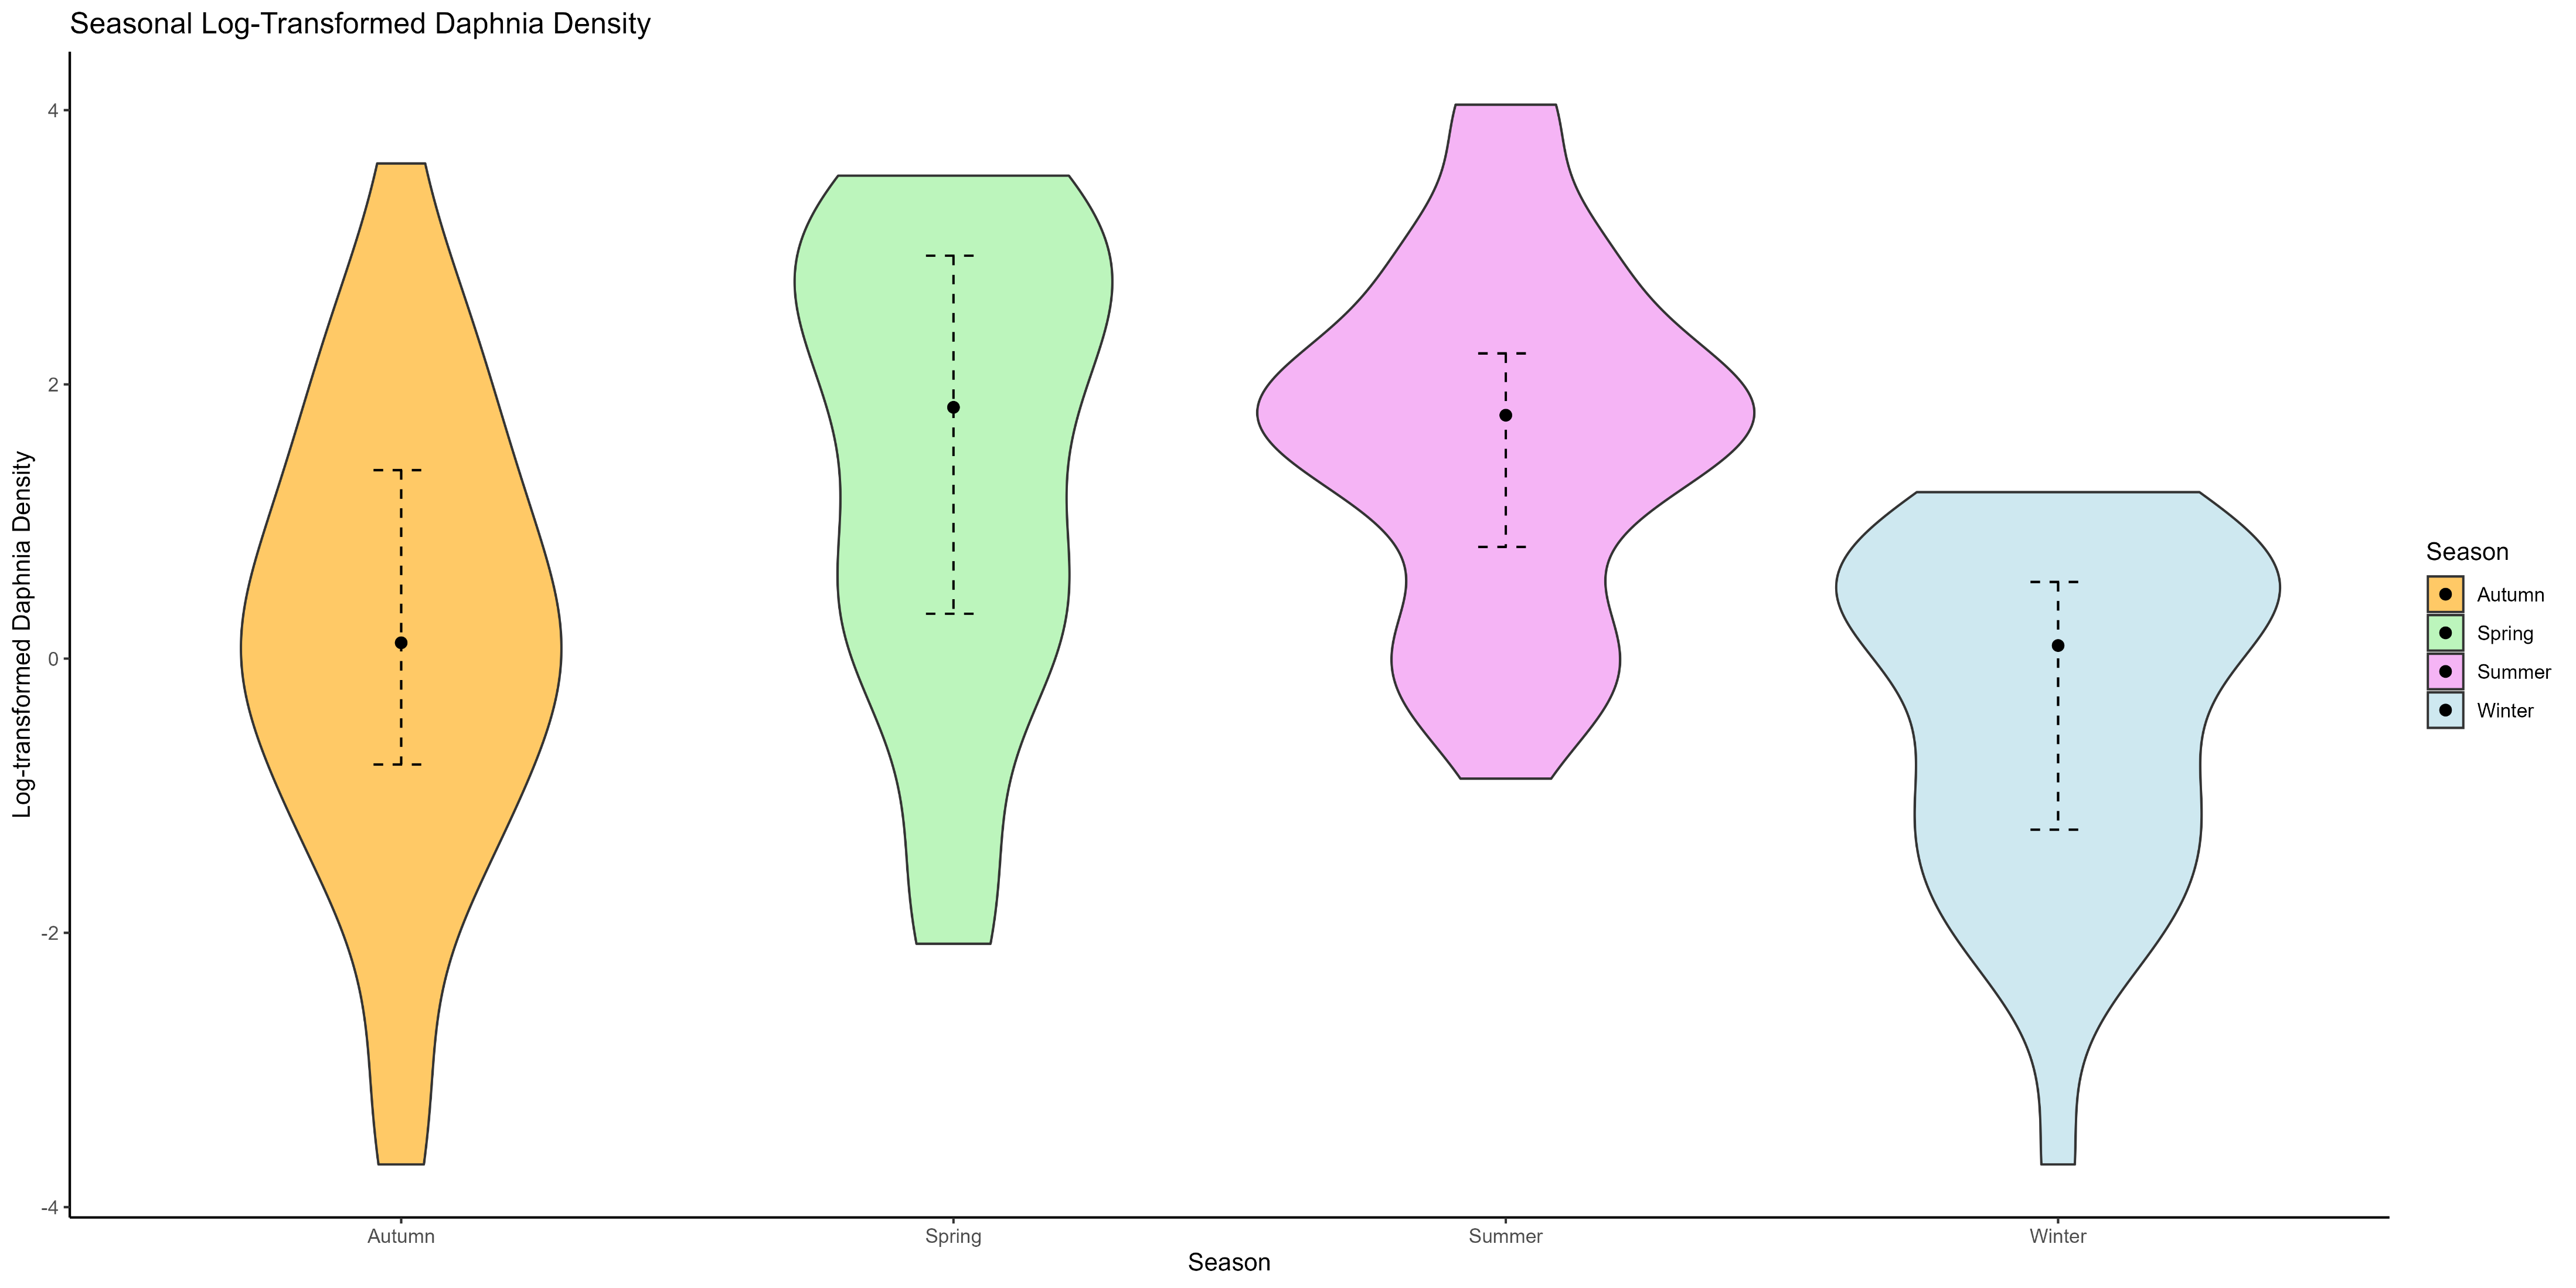 Seasonal Log-Transformed Daphnia Density
Log-transformed Daphnia Density
4
2
0
-2
-4
Autumn
Spring
Summer
Winter
Season
Season
Autumn
Spring
Summer
Winter